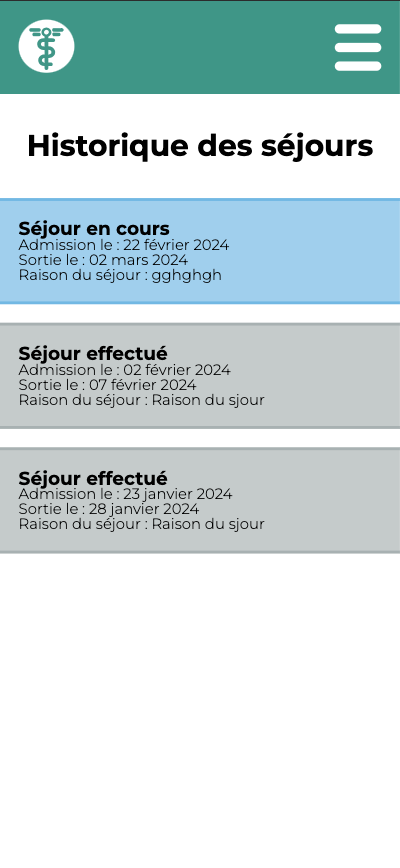 Historique des séjours
Séjour en cours
Admission le : 22 février 2024
Sortie le : 02 mars 2024
Raison du séjour : gghghgh
Séjour effectué
Admission le : 02 février 2024
Sortie le : 07 février 2024
Raison du séjour : Raison du sjour
Séjour effectué
Admission le : 23 janvier 2024
Sortie le : 28 janvier 2024
Raison du séjour : Raison du sjour